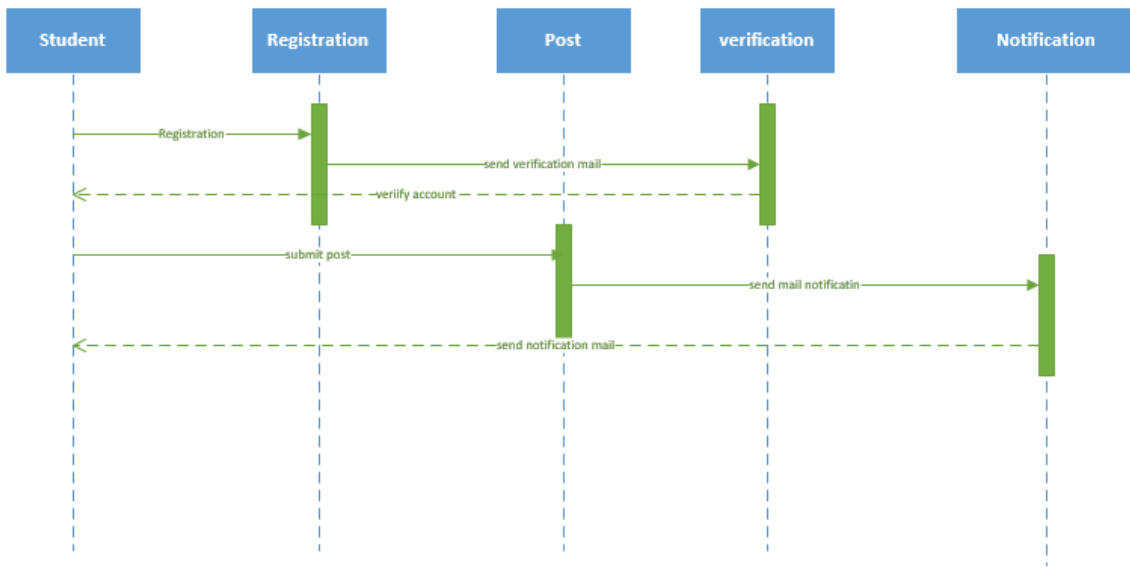 Student
Registration
Post
verification
Notification
Registration
send verification mail
veriify account
submit post
send mail notificatin
send notification mail